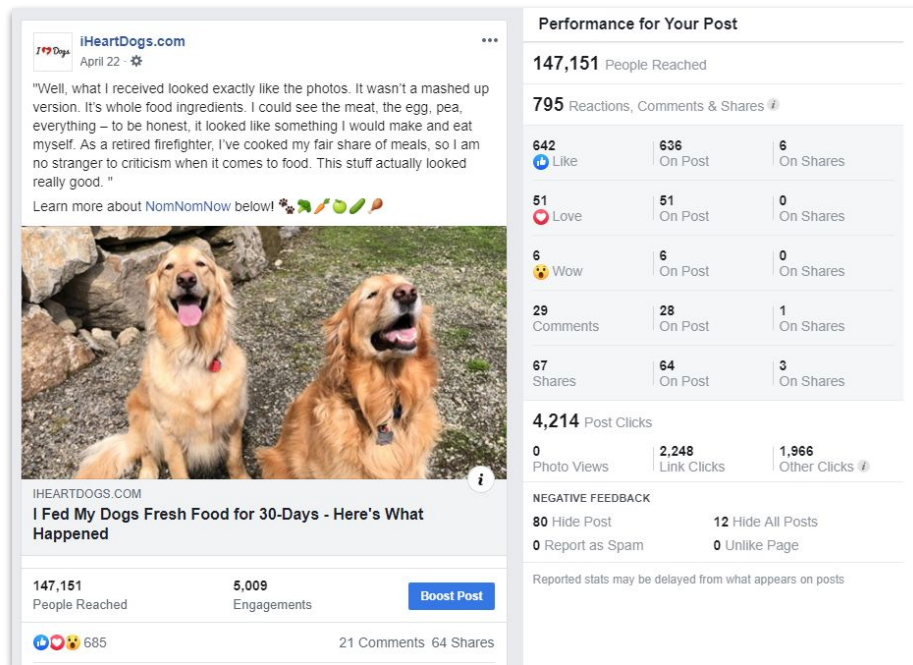 I ❤ Dogs
iHeartDogs.com
April 22 ·
"Well, what I received looked exactly like the photos. It wasn't a mashed up
version. It's whole food ingredients. I could see the meat, the egg, pea,
everything – to be honest, it looked like something I would make and eat
myself. As a retired firefighter, I've cooked my fair share of meals, so I am
no stranger to criticism when it comes to food. This stuff actually looked
really good. "
Learn more about NomNomNow below! 🐾🥦🥕🍏🥒🍗
i
IHEARTDOGS.COM
I Fed My Dogs Fresh Food for 30-Days - Here's What
Happened
147,151 5,009
People Reached Engagements Boost Post
685 21 Comments 64 Shares
Performance for Your Post
147,151 People Reached
795 Reactions, Comments & Shares i
642 636 6
Like On Post On Shares
51 51 0
Love On Post On Shares
6 6 0
Wow On Post On Shares
29 28 1
Comments On Post On Shares
67 64 3
Shares On Post On Shares
4,214 Post Clicks
0 2,248 1,966
Photo Views Link Clicks Other Clicks i
NEGATIVE FEEDBACK
80 Hide Post 12 Hide All Posts
0 Report as Spam 0 Unlike Page
Reported stats may be delayed from what appears on posts